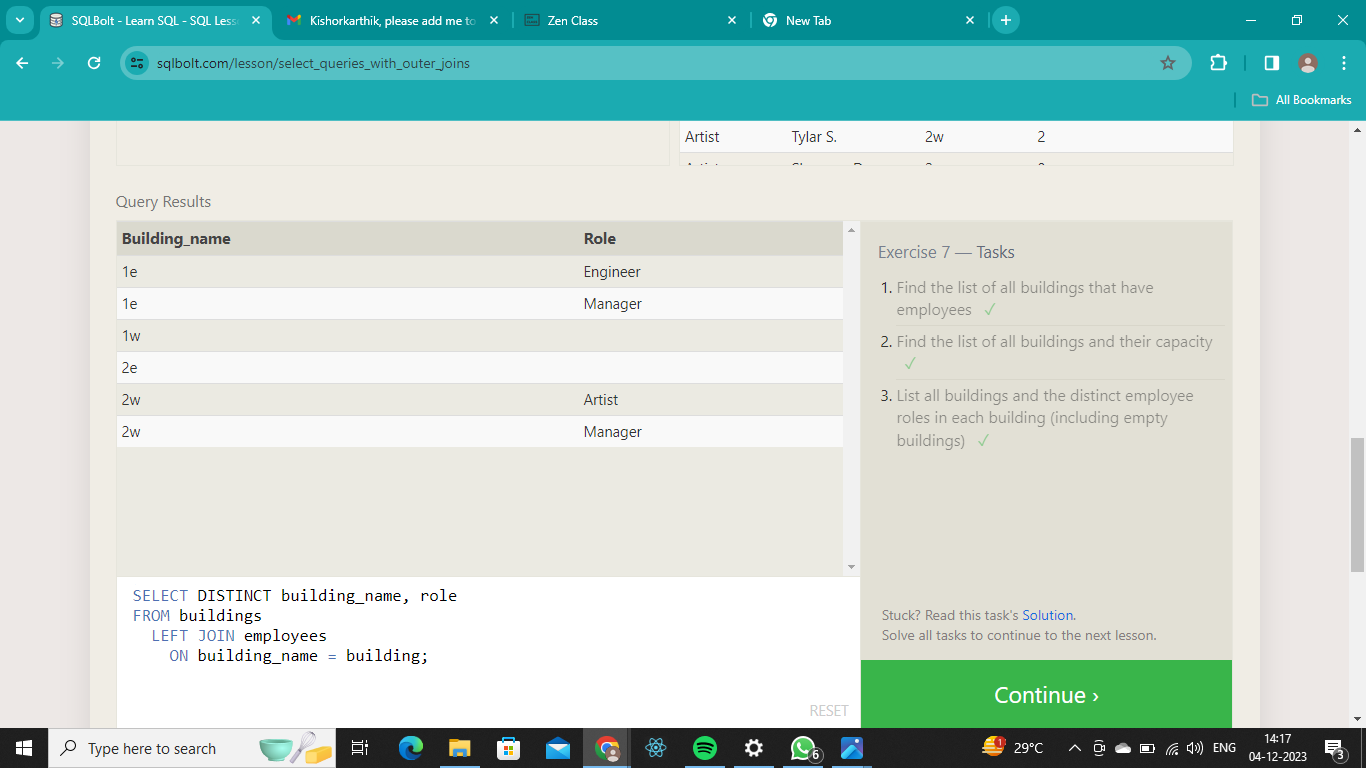 SQLBolt - Learn SQL - SQL Less
Kishorkarthik, please add me to
Zen Class
New Tab
sqlbolt.com/lesson/select_queries_with_outer_joins
All Bookmarks
Artist Tylar S. 2w 2
Query Results
Building_name Role
1e Engineer
1e Manager
1w
2e
2w Artist
2w Manager
Exercise 7 — Tasks
1. Find the list of all buildings that have
employees ✓
2. Find the list of all buildings and their capacity
✓
3. List all buildings and the distinct employee
roles in each building (including empty
buildings) ✓
SELECT DISTINCT building_name, role
FROM buildings
LEFT JOIN employees
ON building_name = building;
RESET
Stuck? Read this task's Solution.
Solve all tasks to continue to the next lesson.
Continue ›
Type here to search
6
1
29°C
ENG
14:17
04-12-2023
3